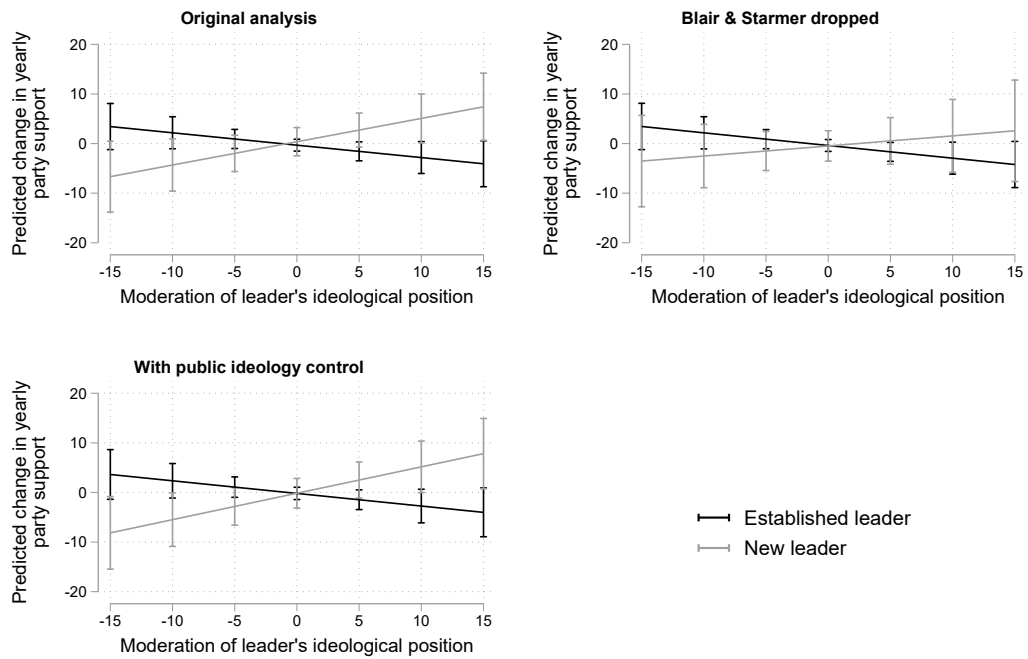 Original analysis
20
10
0
-10
-20
Predicted change in yearly
party support
-15 -10 -5 0 5 10 15
Moderation of leader's ideological position
Blair & Starmer dropped
20
10
0
-10
-20
Predicted change in yearly
party support
-15 -10 -5 0 5 10 15
Moderation of leader's ideological position
With public ideology control
20
10
0
-10
-20
Predicted change in yearly
party support
-15 -10 -5 0 5 10 15
Moderation of leader's ideological position
Established leader
New leader